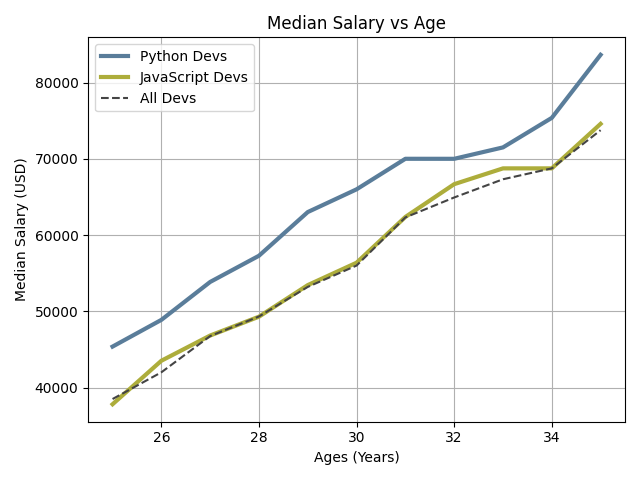 Median Salary vs Age
Python Devs
JavaScript Devs
All Devs
80000
70000
60000
50000
40000
Median Salary (USD)
26 28 30 32 34
Ages (Years)